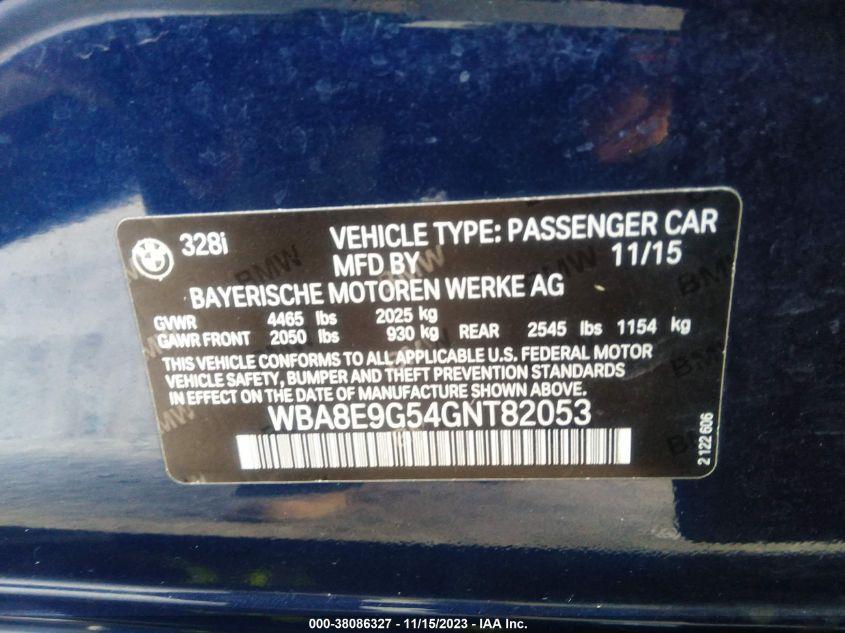 328i VEHICLE TYPE: PASSENGER CAR
MFD BY 11/15
BAYERISCHE MOTOREN WERKE AG
GVWR 4465 lbs 2025 kg
GAWR FRONT 2050 lbs 930 kg REAR 2545 lbs 1154 kg
THIS VEHICLE CONFORMS TO ALL APPLICABLE U.S. FEDERAL MOTOR
VEHICLE SAFETY, BUMPER AND THEFT PREVENTION STANDARDS
IN EFFECT ON THE DATE OF MANUFACTURE SHOWN ABOVE.
WBA8E9G54GNT82053
2 122 606
000-38086327 - 11/15/2023 - IAA Inc.